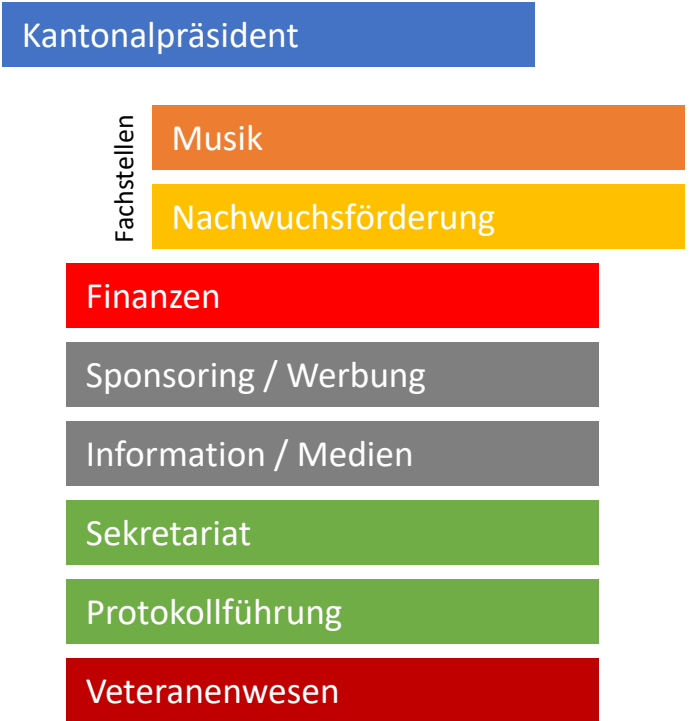 Kantonalpräsident
Fachstellen
Musik
Nachwuchsförderung
Finanzen
Sponsoring / Werbung
Information / Medien
Sekretariat
Protokollführung
Veteranenwesen